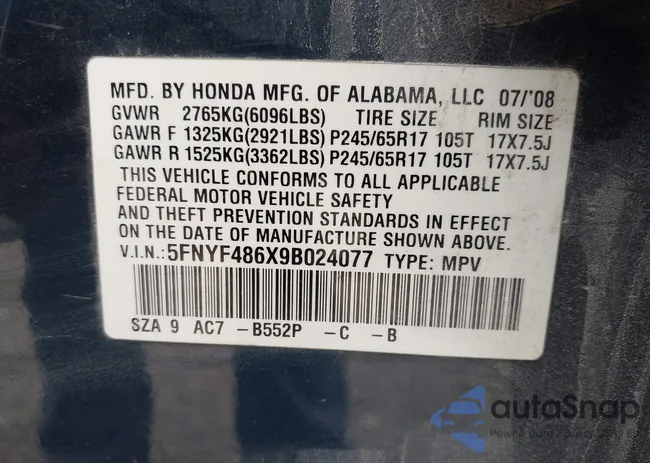 MFD. BY HONDA MFG. OF ALABAMA, LLC 07/'08
GVWR 2765KG(6096LBS) TIRE SIZE RIM SIZE
GAWR F 1325KG(2921LBS) P245/65R17 105T 17X7.5J
GAWR R 1525KG(3362LBS) P245/65R17 105T 17X7.5J
THIS VEHICLE CONFORMS TO ALL APPLICABLE
FEDERAL MOTOR VEHICLE SAFETY
AND THEFT PREVENTION STANDARDS IN EFFECT
ON THE DATE OF MANUFACTURE SHOWN ABOVE.
V.I.N.:5FNYF486X9B024077 TYPE: MPV
SZA 9 AC7 -B552P -C -B
autoSnap
Pewne auto / z aukcji